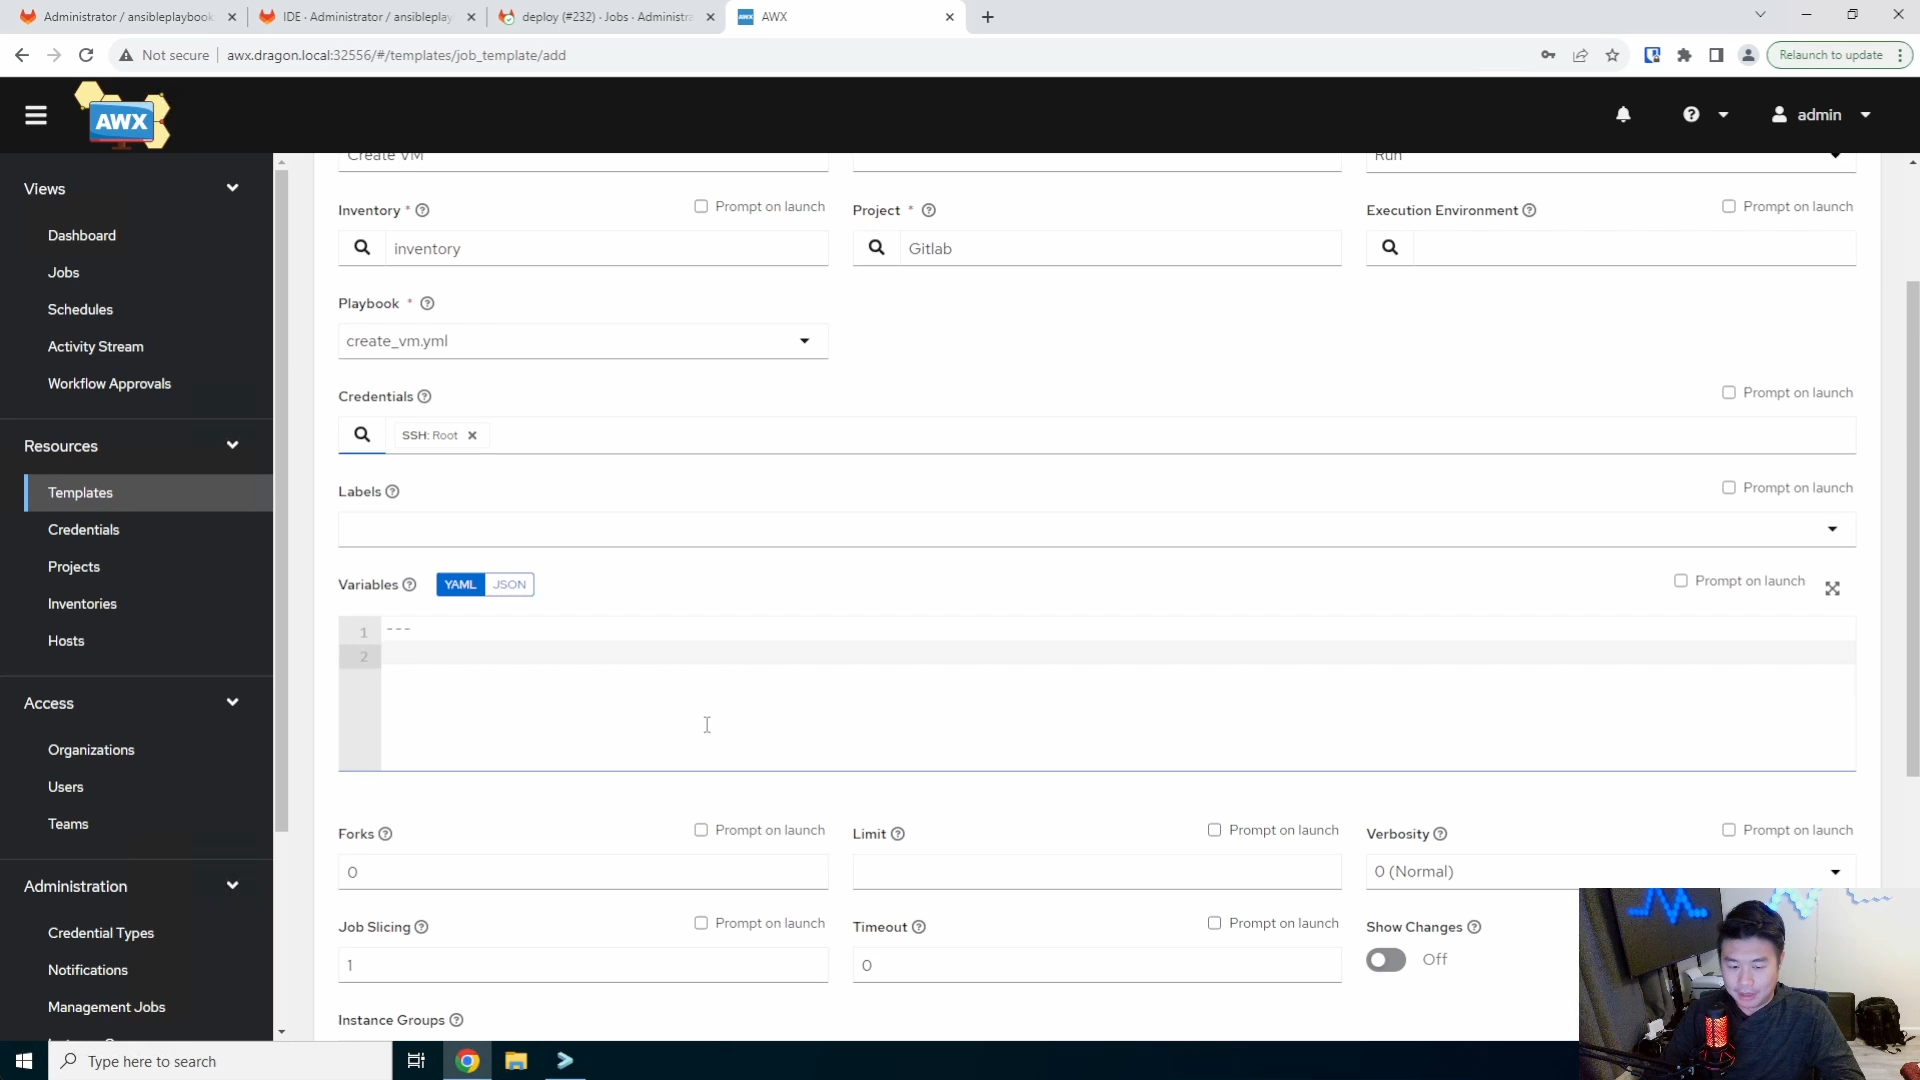 Administrator / ansibleplaybook
IDE · Administrator / ansibleplay
deploy (#232) · Jobs · Administra
AWX
Not secure
awx.dragon.local:32556/#/templates/job_template/add
Relaunch to update
AWX
admin
Views
Dashboard
Jobs
Schedules
Activity Stream
Workflow Approvals
Resources
Templates
Credentials
Projects
Inventories
Hosts
Access
Organizations
Users
Teams
Administration
Credential Types
Notifications
Management Jobs
Create VM
Run
Inventory *
Prompt on launch
Project *
Execution Environment
Prompt on launch
inventory
Gitlab
Playbook *
create_vm.yml
Credentials
Prompt on launch
SSH: Root
Labels
Prompt on launch
Variables
YAML
JSON
Prompt on launch
1
---
2
Forks
Prompt on launch
Limit
Prompt on launch
Verbosity
Prompt on launch
0
0 (Normal)
Job Slicing
Prompt on launch
Timeout
Prompt on launch
Show Changes
1
0
Off
Instance Groups
Type here to search